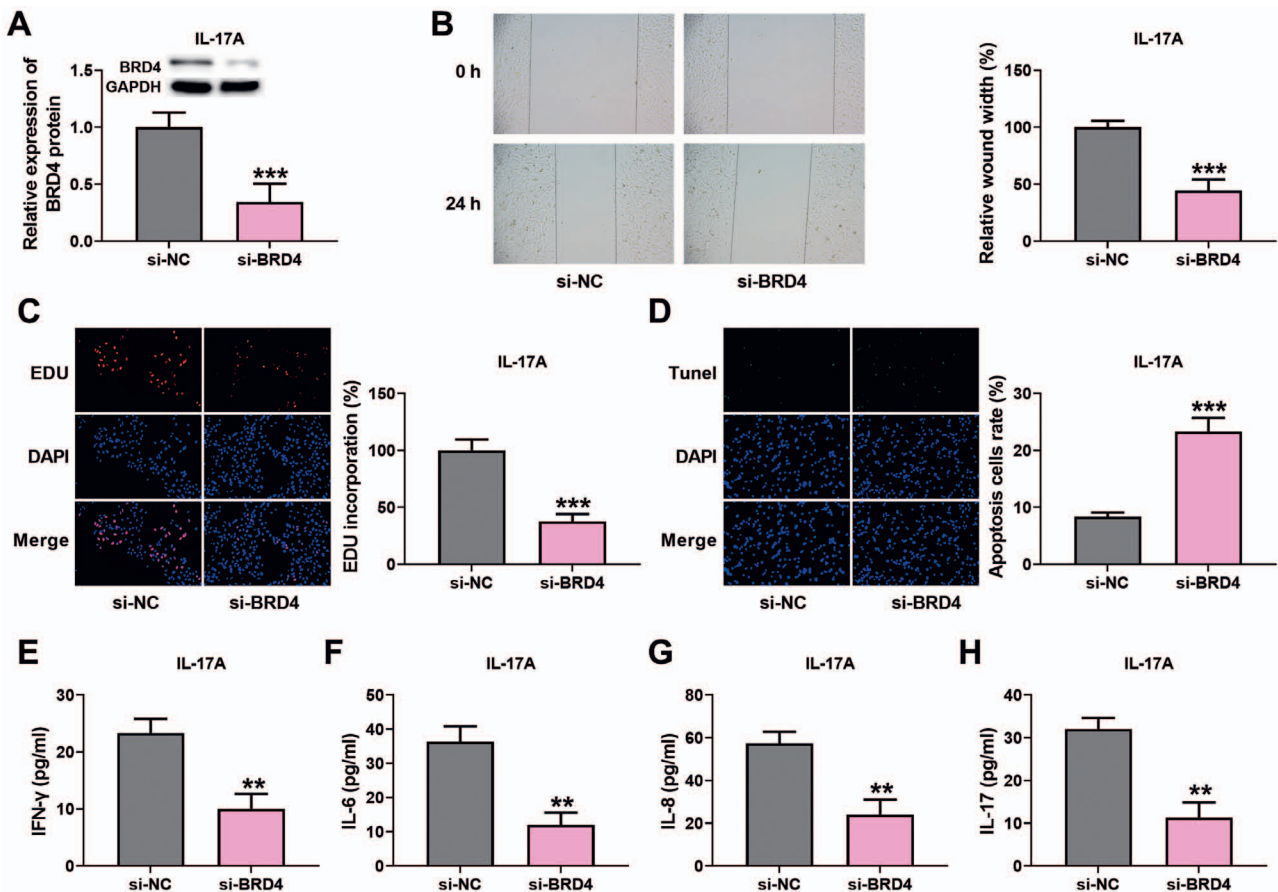 A
IL-17A
BRD4
GAPDH
Relative expression of
BRD4 protein
1.5
1.0
0.5
0.0
***
si-NC
si-BRD4
B
0 h
24 h
si-NC
si-BRD4
IL-17A
Relative wound width (%)
150
100
50
0
***
si-NC
si-BRD4
C
EDU
DAPI
Merge
si-NC
si-BRD4
IL-17A
EDU incorporation (%)
150
100
50
0
***
si-NC
si-BRD4
D
Tunel
DAPI
Merge
si-NC
si-BRD4
IL-17A
Apoptosis cells rate (%)
30
20
10
0
***
si-NC
si-BRD4
E
IL-17A
IFN-γ (pg/ml)
30
20
10
0
**
si-NC
si-BRD4
F
IL-17A
IL-6 (pg/ml)
50
40
30
20
10
0
**
si-NC
si-BRD4
G
IL-17A
IL-8 (pg/ml)
80
60
40
20
0
**
si-NC
si-BRD4
H
IL-17A
IL-17 (pg/ml)
40
30
20
10
0
**
si-NC
si-BRD4